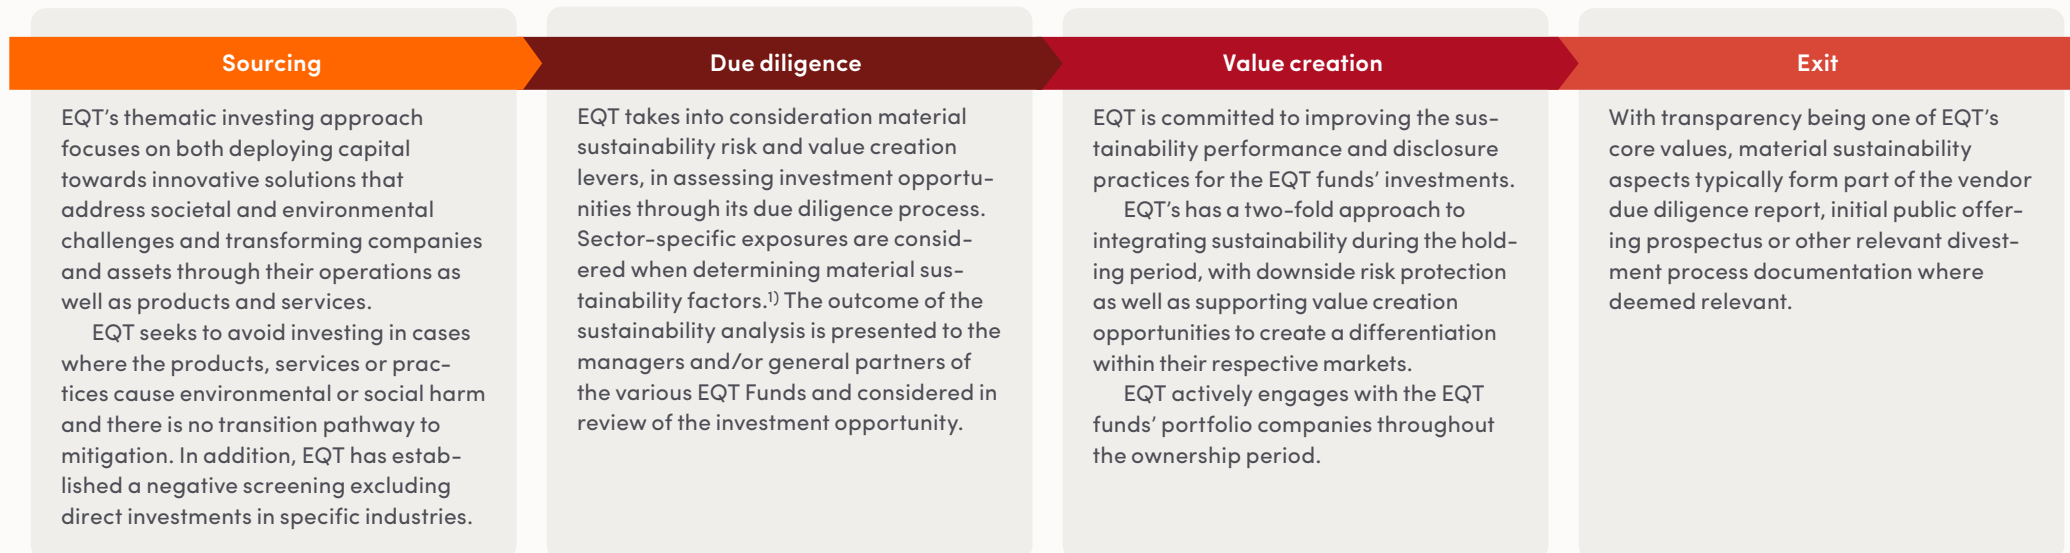 Sourcing
EQT's thematic investing approach
focuses on both deploying capital
towards innovative solutions that
address societal and environmental
challenges and transforming companies
and assets through their operations as
well as products and services.
EQT seeks to avoid investing in cases
where the products, services or prac-
tices cause environmental or social harm
and there is no transition pathway to
mitigation. In addition, EQT has estab-
lished a negative screening excluding
direct investments in specific industries.
Due diligence
EQT takes into consideration material
sustainability risk and value creation
levers, in assessing investment opportu-
nities through its due diligence process.
Sector-specific exposures are consid-
ered when determining material sus-
tainability factors.1) The outcome of the
sustainability analysis is presented to the
managers and/or general partners of
the various EQT Funds and considered in
review of the investment opportunity.
Value creation
EQT is committed to improving the sus-
tainability performance and disclosure
practices for the EQT funds' investments.
EQT's has a two-fold approach to
integrating sustainability during the hold-
ing period, with downside risk protection
as well as supporting value creation
opportunities to create a differentiation
within their respective markets.
EQT actively engages with the EQT
funds' portfolio companies throughout
the ownership period.
Exit
With transparency being one of EQT's
core values, material sustainability
aspects typically form part of the vendor
due diligence report, initial public offer-
ing prospectus or other relevant divest-
ment process documentation where
deemed relevant.